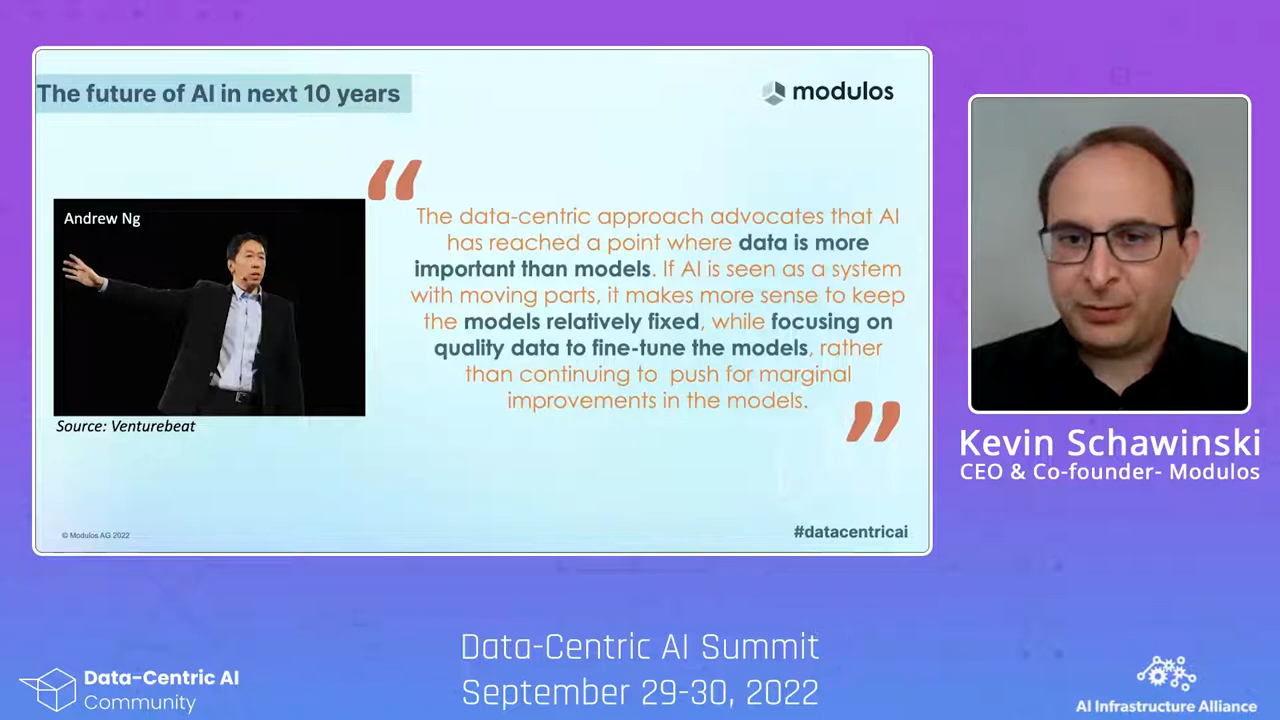 The future of AI in next 10 years
modulos
Andrew Ng
“
The data-centric approach advocates that AI
has reached a point where data is more
important than models. If AI is seen as a system
with moving parts, it makes more sense to keep
the models relatively fixed, while focusing on
quality data to fine-tune the models, rather
than continuing to push for marginal
improvements in the models.
”
Source: Venturebeat
© Modulos AG 2022
#datacentricai
Kevin Schawinski
CEO & Co-founder- Modulos
Data-Centric AI Summit
September 29-30, 2022
Data-Centric AI
Community
AI Infrastructure Alliance